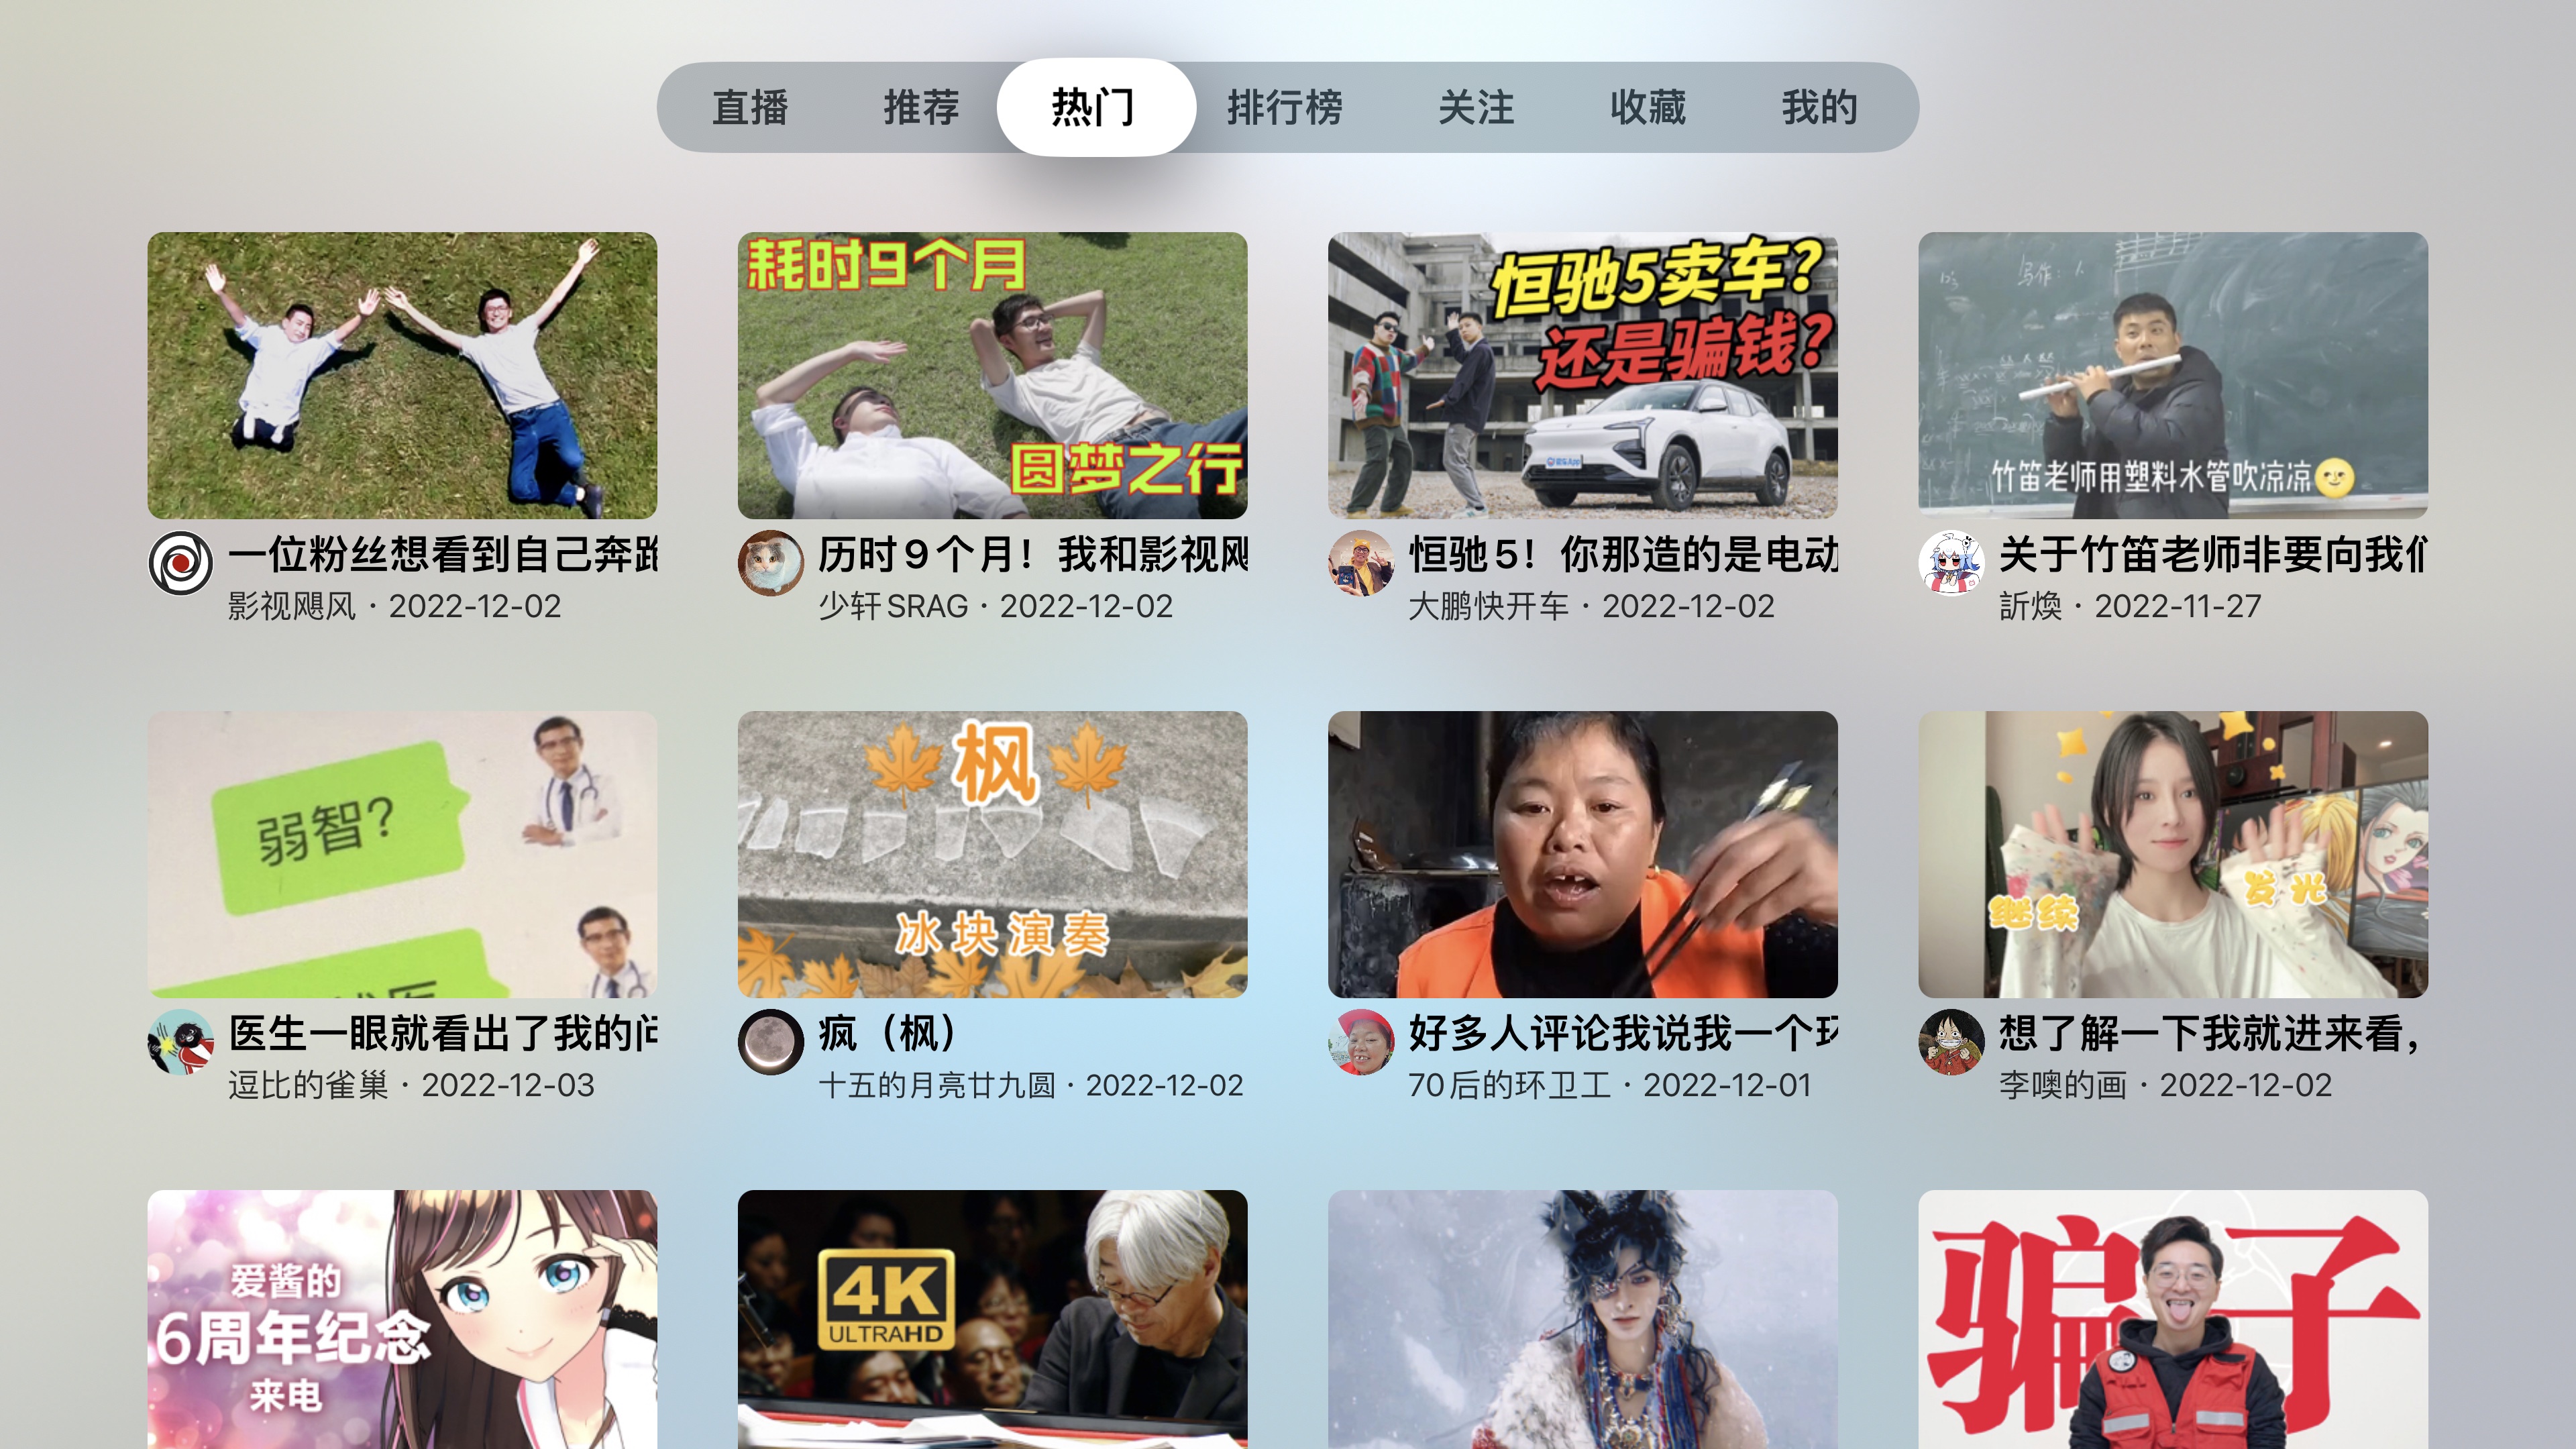 直播 推荐 热门 排行榜 关注 收藏 我的
耗时9个月
圆梦之行
恒驰5卖车?
还是骗钱?
竹笛老师用塑料水管吹凉凉
一位粉丝想看到自己奔跑
影视飓风 · 2022-12-02
历时9个月！我和影视飓
少轩SRAG · 2022-12-02
恒驰5！你那造的是电动
大鹏快开车 · 2022-12-02
关于竹笛老师非要向我们
訢煥 · 2022-11-27
弱智?
枫
冰块演奏
继续
发光
医生一眼就看出了我的问
逗比的雀巢 · 2022-12-03
疯（枫）
十五的月亮廿九圆 · 2022-12-02
好多人评论我说我一个环
70后的环卫工 · 2022-12-01
想了解一下我就进来看，
李噢的画 · 2022-12-02
爱酱的
6周年纪念
来电
4K
ULTRAHD
骗子